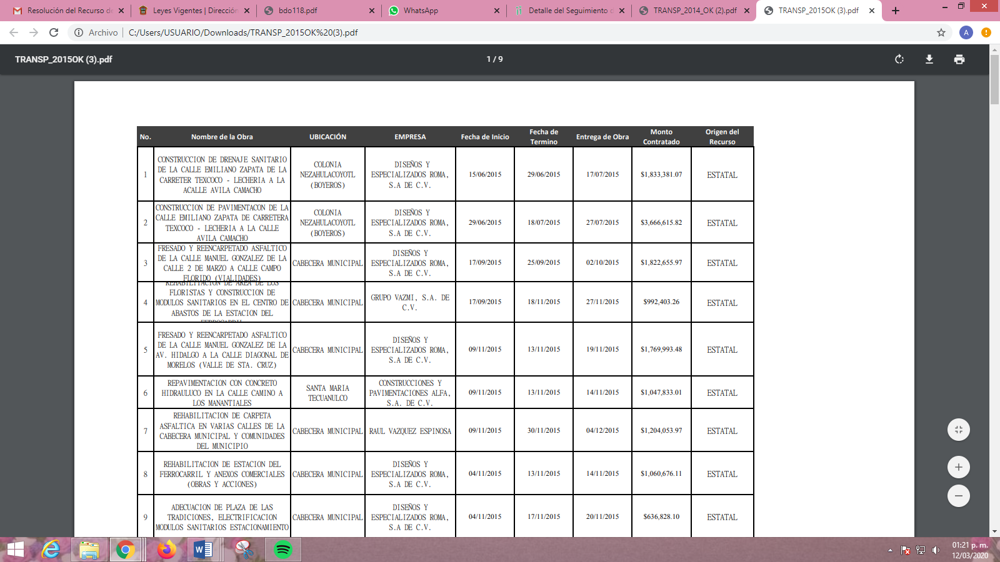 Resolución del Recurso de
Leyes Vigentes | Dirección
bdo118.pdf
WhatsApp
Detalle del Seguimiento d
TRANSP_2014_OK (2).pdf
TRANSP_2015OK (3).pdf
Archivo
C:/Users/USUARIO/Downloads/TRANSP_2015OK%20(3).pdf
A
TRANSP_2015OK (3).pdf
1 / 9
No.
Nombre de la Obra
UBICACIÓN
EMPRESA
Fecha de Inicio
Fecha de
Termino
Entrega de Obra
Monto
Contratado
Origen del
Recurso
1
CONSTRUCCION DE DRENAJE SANITARIO
DE LA CALLE EMILIANO ZAPATA DE LA
CARRETER TEXCOCO - LECHERIA A LA
ACALLE AVILA CAMACHO
COLONIA
NEZAHULACOYOTL
(BOYEROS)
DISEÑOS Y
ESPECIALIZADOS ROMA,
S.A DE C.V.
15/06/2015
29/06/2015
17/07/2015
$1,833,381.07
ESTATAL
2
CONSTRUCCION DE PAVIMENTACON DE LA
CALLE EMILIANO ZAPATA DE CARRETERA
TEXCOCO - LECHERIA A LA CALLE
AVILA CAMACHO
COLONIA
NEZAHULACOYOTL
(BOYEROS)
DISEÑOS Y
ESPECIALIZADOS ROMA,
S.A DE C.V.
29/06/2015
18/07/2015
27/07/2015
$3,666,615.82
ESTATAL
3
FRESADO Y REENCARPETADO ASFALTICO
DE LA CALLE MANUEL GONZALEZ DE LA
CALLE 2 DE MARZO A CALLE CAMPO
FLORIDO (VIALIDADES)
CABECERA MUNICIPAL
DISEÑOS Y
ESPECIALIZADOS ROMA,
S.A DE C.V.
17/09/2015
25/09/2015
02/10/2015
$1,822,655.97
ESTATAL
4
REHABILITACION DE AREA DE LOS
FLORISTAS Y CONSTRUCCION DE
MODULOS SANITARIOS EN EL CENTRO DE
ABASTOS DE LA ESTACION DEL
FERROCARRIL
CABECERA MUNICIPAL
GRUPO VAZMI, S.A. DE
C.V.
17/09/2015
18/11/2015
27/11/2015
$992,403.26
ESTATAL
5
FRESADO Y REENCARPETADO ASFALTICO
DE LA CALLE MANUEL GONZALEZ DE LA
AV. HIDALGO A LA CALLE DIAGONAL DE
MORELOS (VALLE DE STA. CRUZ)
CABECERA MUNICIPAL
DISEÑOS Y
ESPECIALIZADOS ROMA,
S.A DE C.V.
09/11/2015
13/11/2015
19/11/2015
$1,769,993.48
ESTATAL
6
REPAVIMENTACION CON CONCRETO
HIDRAULUCO EN LA CALLE CAMINO A
LOS MANANTIALES
SANTA MARIA
TECUANULCO
CONSTRUCCIONES Y
PAVIMENTACIONES ALFA,
S.A. DE C.V.
09/11/2015
13/11/2015
14/11/2015
$1,047,833.01
ESTATAL
7
REHABILITACION DE CARPETA
ASFALTICA EN VARIAS CALLES DE LA
CABECERA MUNICIPAL Y COMUNIDADES
DEL MUNICIPIO
CABECERA MUNICIPAL
RAUL VAZQUEZ ESPINOSA
09/11/2015
30/11/2015
04/12/2015
$1,204,053.97
ESTATAL
8
REHABILITACION DE ESTACION DEL
FERROCARRIL Y ANEXOS COMERCIALES
(OBRAS Y ACCIONES)
CABECERA MUNICIPAL
DISEÑOS Y
ESPECIALIZADOS ROMA,
S.A DE C.V.
04/11/2015
13/11/2015
14/11/2015
$1,060,676.11
ESTATAL
9
ADECUACION DE PLAZA DE LAS
TRADICIONES, ELECTRIFICACION
MODULOS SANITARIOS ESTACIONAMIENTO
CABECERA MUNICIPAL
DISEÑOS Y
ESPECIALIZADOS ROMA,
S.A DE C.V.
04/11/2015
17/11/2015
20/11/2015
$636,828.10
ESTATAL
01:21 p. m.
12/03/2020